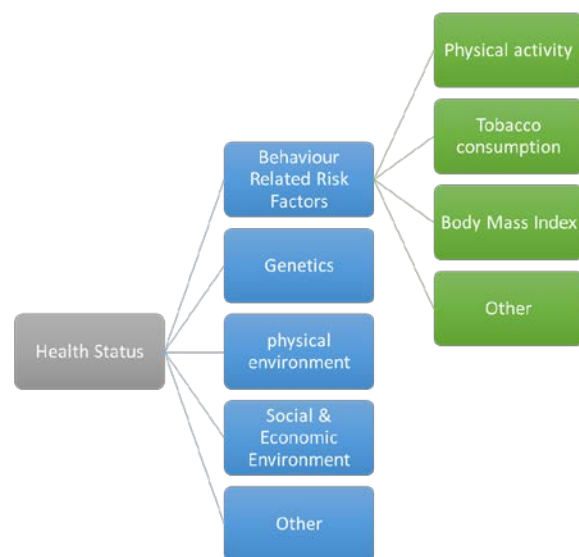 Physical activity
Tobacco
consumption
Behaviour
Related Risk
Factors
Body Mass Index
Genetics
Other
Health Status
physical
environment
Social &
Economic
Environment
Other